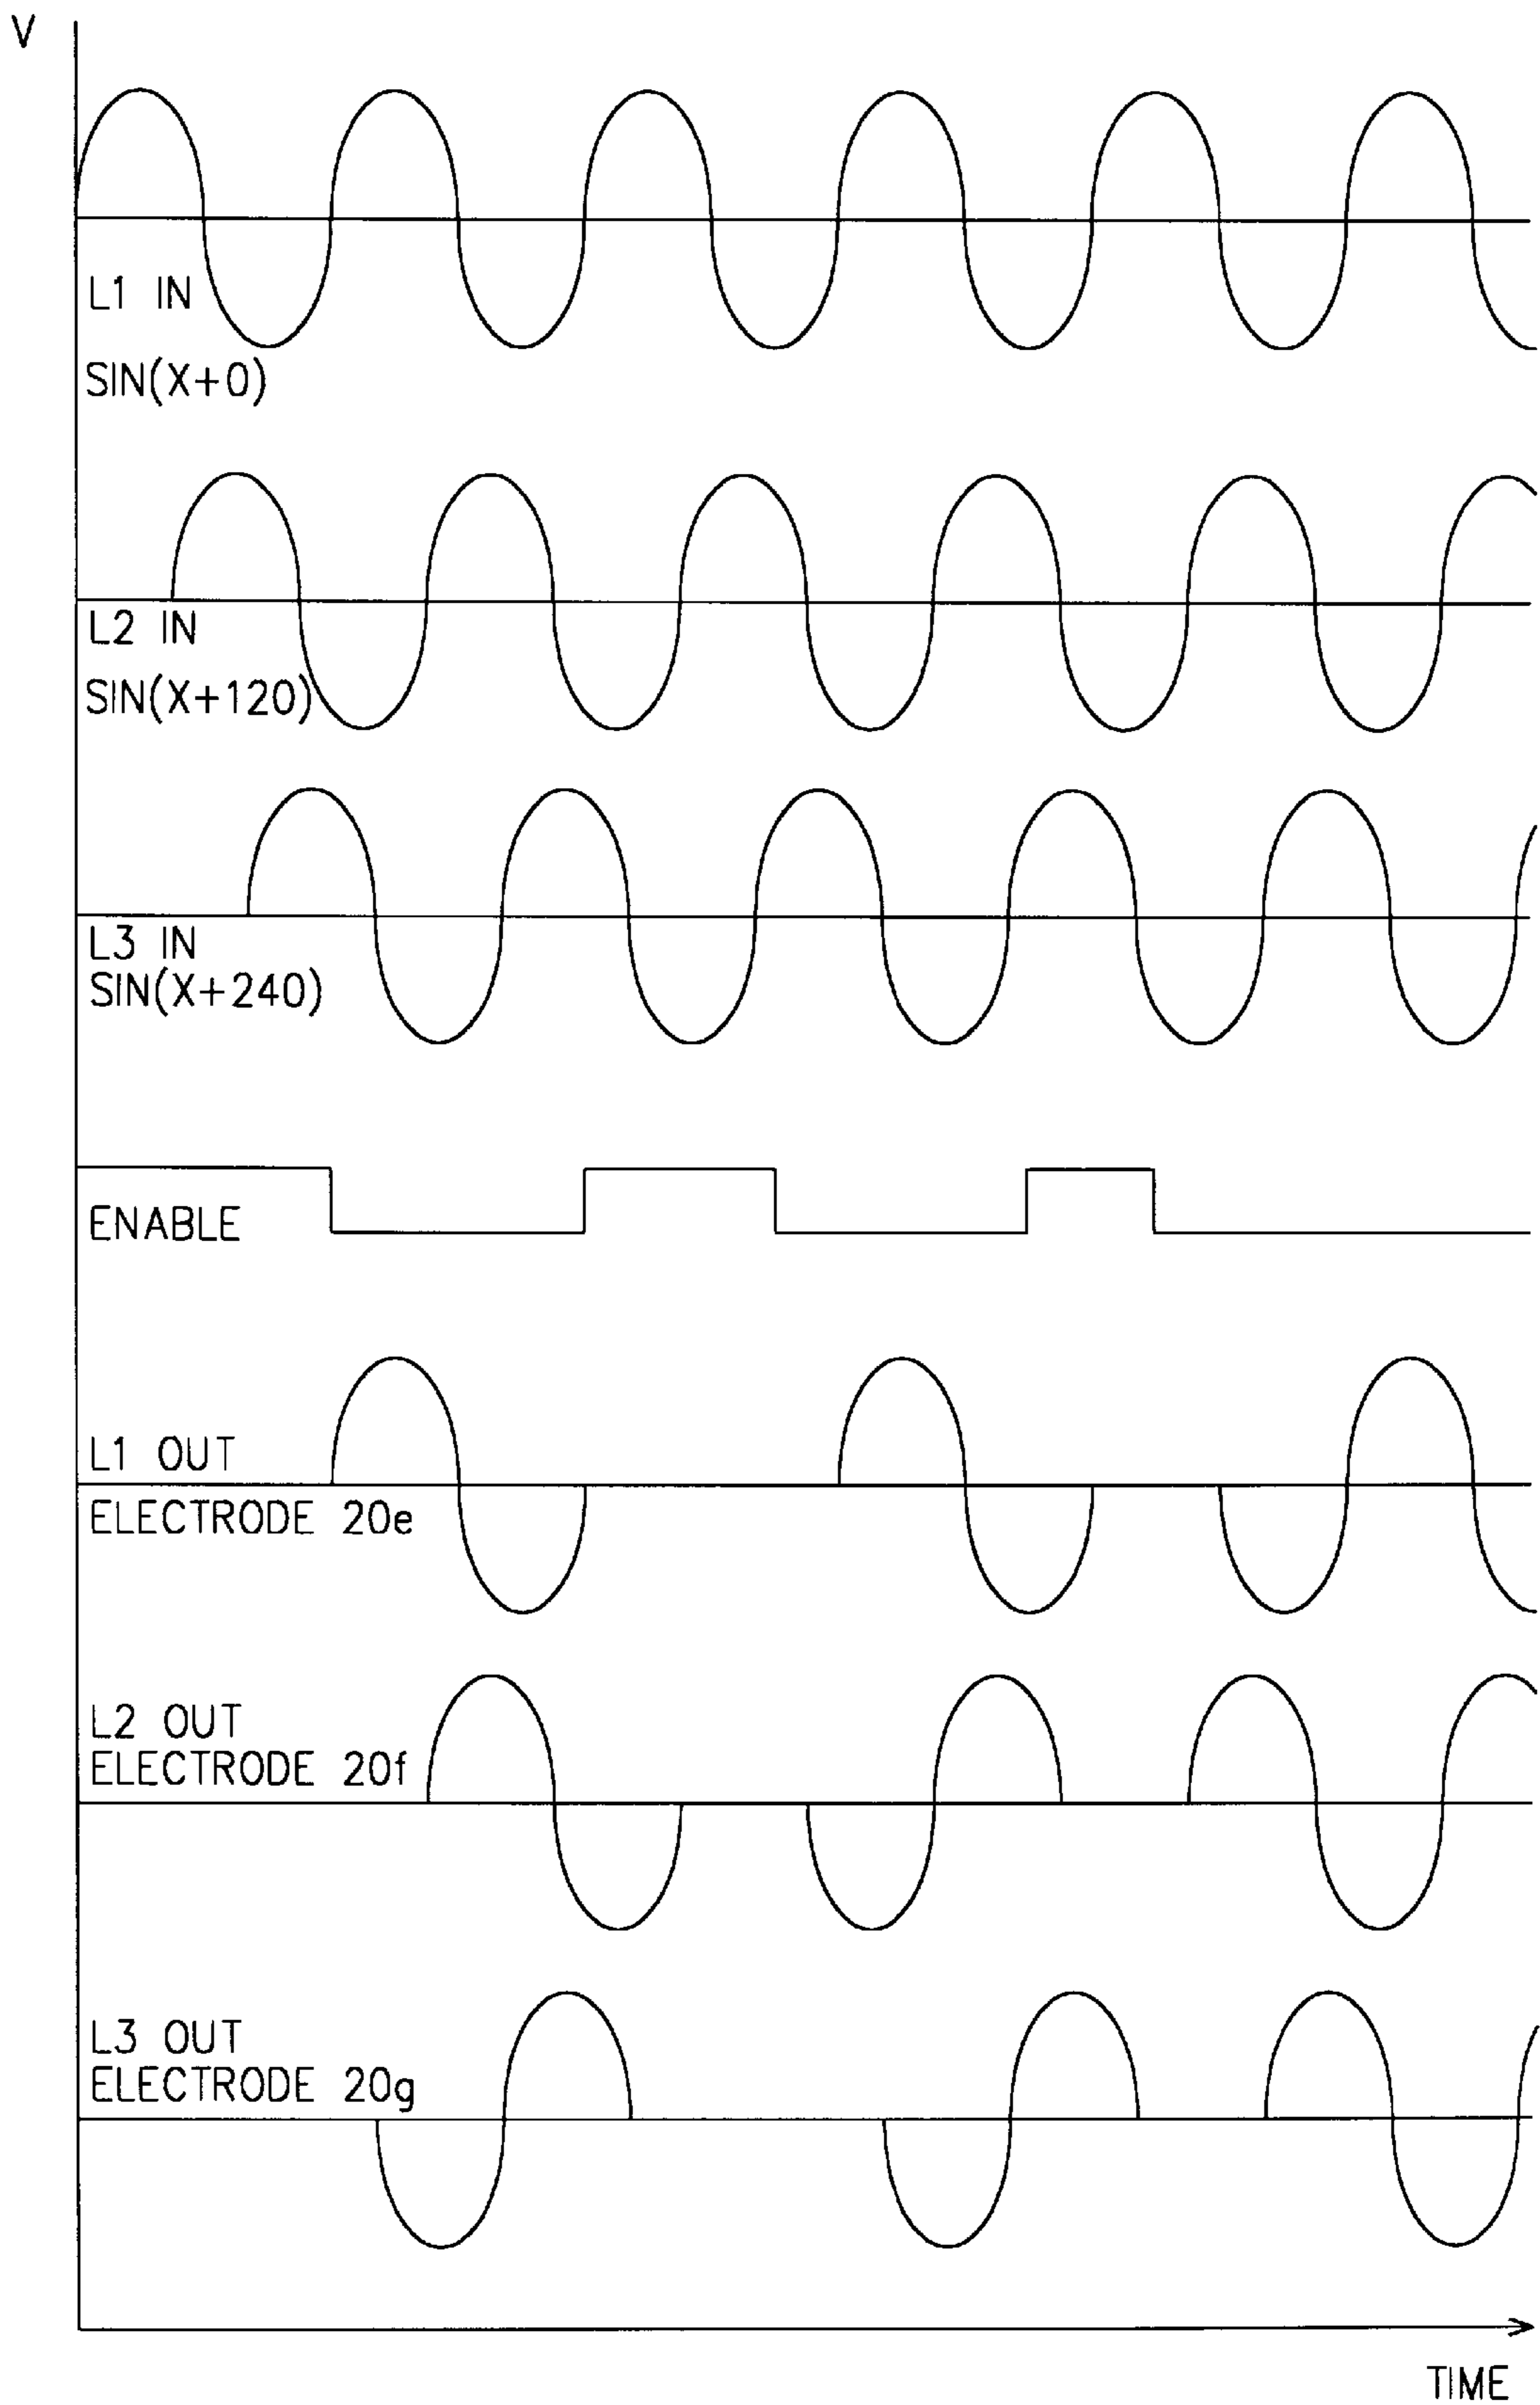 V
L1 IN
SIN(X+0)
L2 IN
SIN(X+120)
L3 IN
SIN(X+240)
ENABLE
L1 OUT
ELECTRODE 20e
L2 OUT
ELECTRODE 20f
L3 OUT
ELECTRODE 20g
TIME